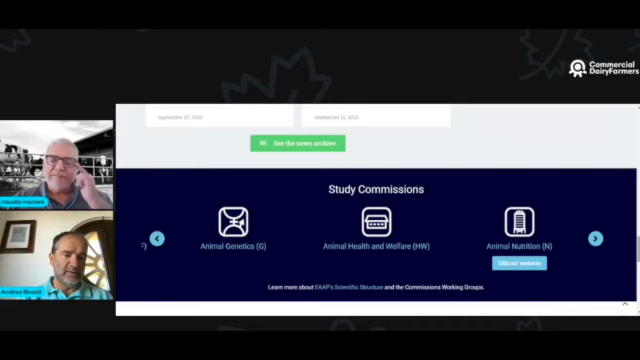 Commercial
DairyFarmers
September 27, 2023
September 12, 2023
See the news archive
Study Commissions
Animal Genetics (G)
Animal Health and Welfare (HW)
Animal Nutrition (N)
Official website
Learn more about EAAP's Scientific Structure and the Commissions Working Groups.
claudio mariani
Andrea Rosati